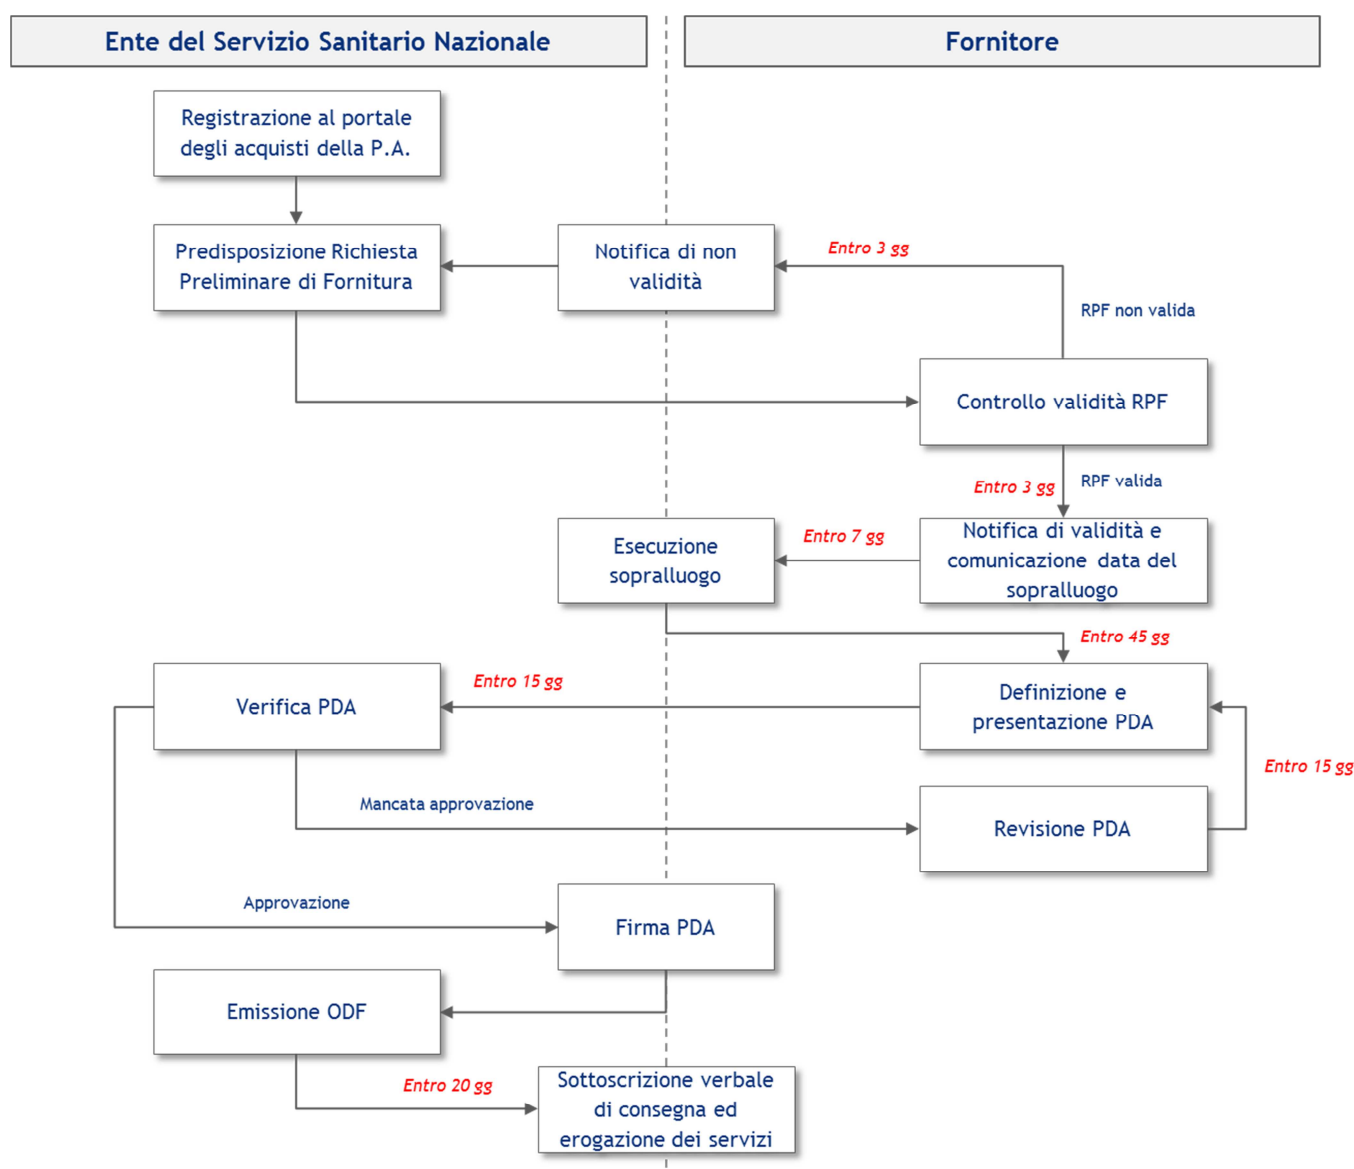 Ente del Servizio Sanitario Nazionale
Fornitore
Registrazione al portale
degli acquisti della P.A.
Predisposizione Richiesta
Preliminare di Fornitura
Notifica di non
validità
Entro 3 gg
RPF non valida
Controllo validità RPF
Entro 3 gg
RPF valida
Notifica di validità e
comunicazione data del
sopralluogo
Entro 7 gg
Esecuzione
sopralluogo
Entro 45 gg
Definizione e
presentazione PDA
Entro 15 gg
Verifica PDA
Entro 15 gg
Mancata approvazione
Revisione PDA
Approvazione
Firma PDA
Emissione ODF
Entro 20 gg
Sottoscrizione verbale
di consegna ed
erogazione dei servizi